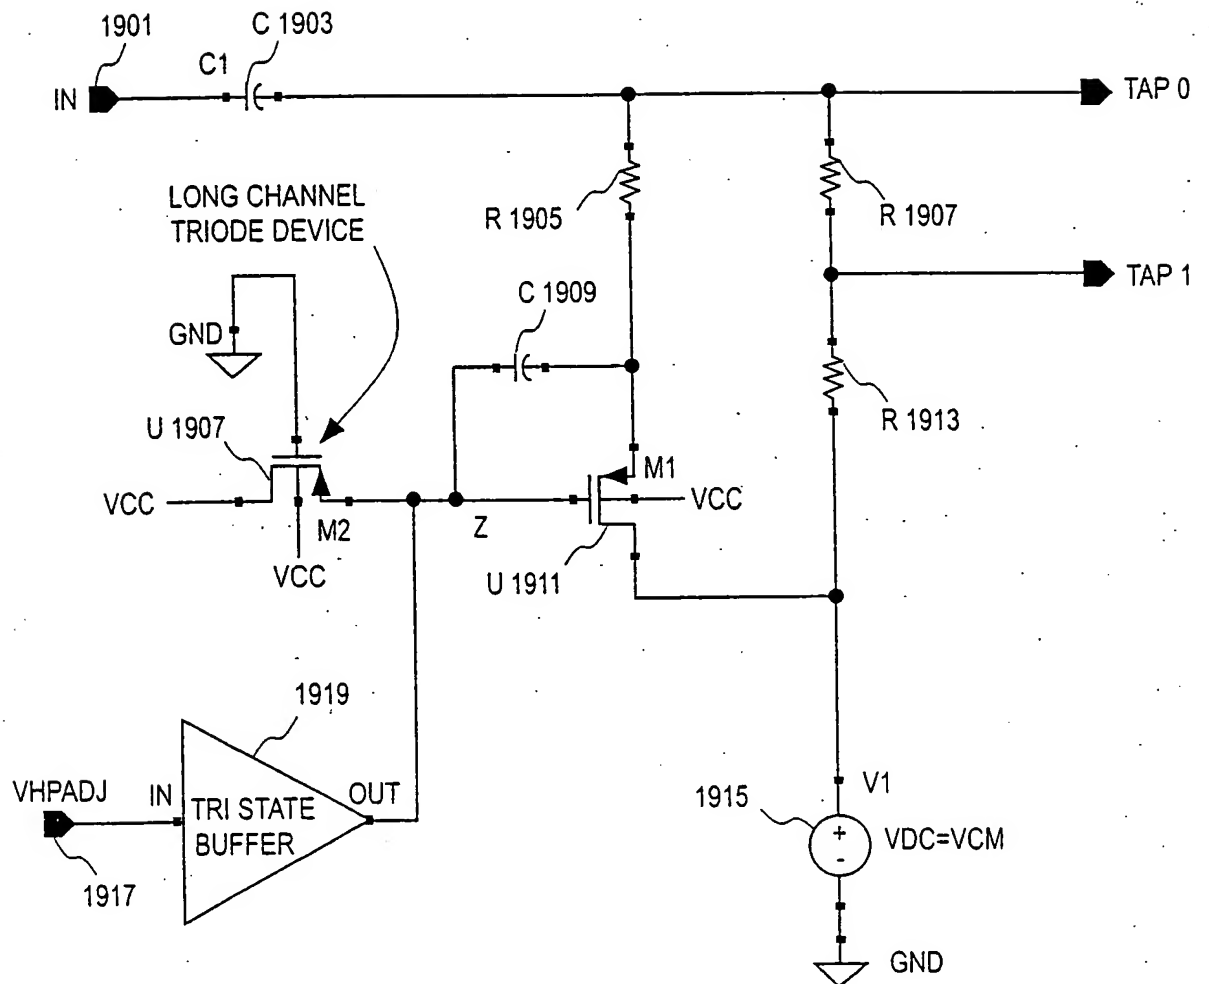 1901
C 1903
C1
IN
TAP 0
LONG CHANNEL
TRIODE DEVICE
R 1905
R 1907
TAP 1
C 1909
GND
R 1913
U 1907
M1
VCC
VCC
M2
Z
VCC
U 1911
1919
VHPADJ
IN
OUT
TRI STATE
BUFFER
1917
V1
1915
+
-
VDC=VCM
GND